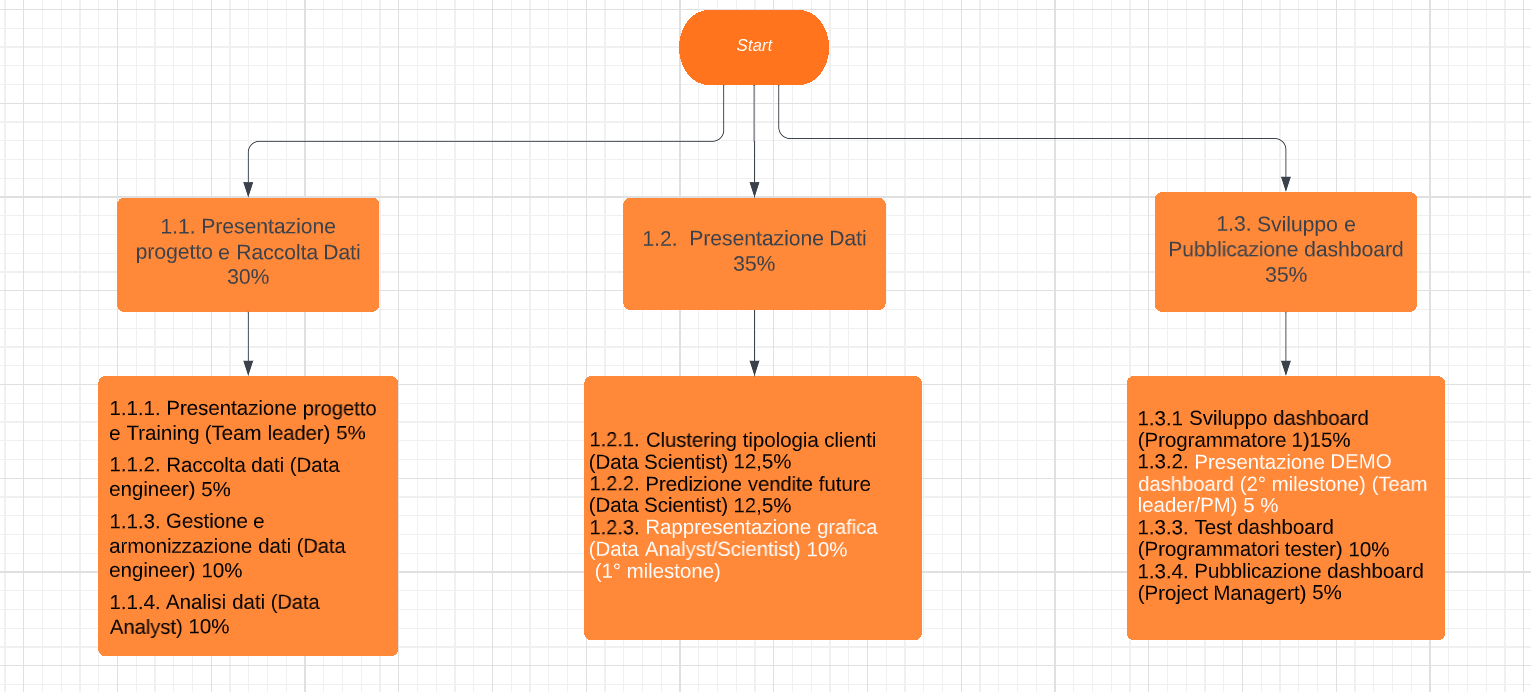 Start
1.1. Presentazione
progetto e Raccolta Dati
30%
1.2. Presentazione Dati
35%
1.3. Sviluppo e
Pubblicazione dashboard
35%
1.1.1. Presentazione progetto
e Training (Team leader) 5%
1.1.2. Raccolta dati (Data
engineer) 5%
1.1.3. Gestione e
armonizzazione dati (Data
engineer) 10%
1.1.4. Analisi dati (Data
Analyst) 10%
1.2.1. Clustering tipologia clienti
(Data Scientist) 12,5%
1.2.2. Predizione vendite future
(Data Scientist) 12,5%
1.2.3. Rappresentazione grafica
(Data Analyst/Scientist) 10%
(1° milestone)
1.3.1 Sviluppo dashboard
(Programmatore 1)15%
1.3.2. Presentazione DEMO
dashboard (2° milestone) (Team
leader/PM) 5 %
1.3.3. Test dashboard
(Programmatori tester) 10%
1.3.4. Pubblicazione dashboard
(Project Managert) 5%